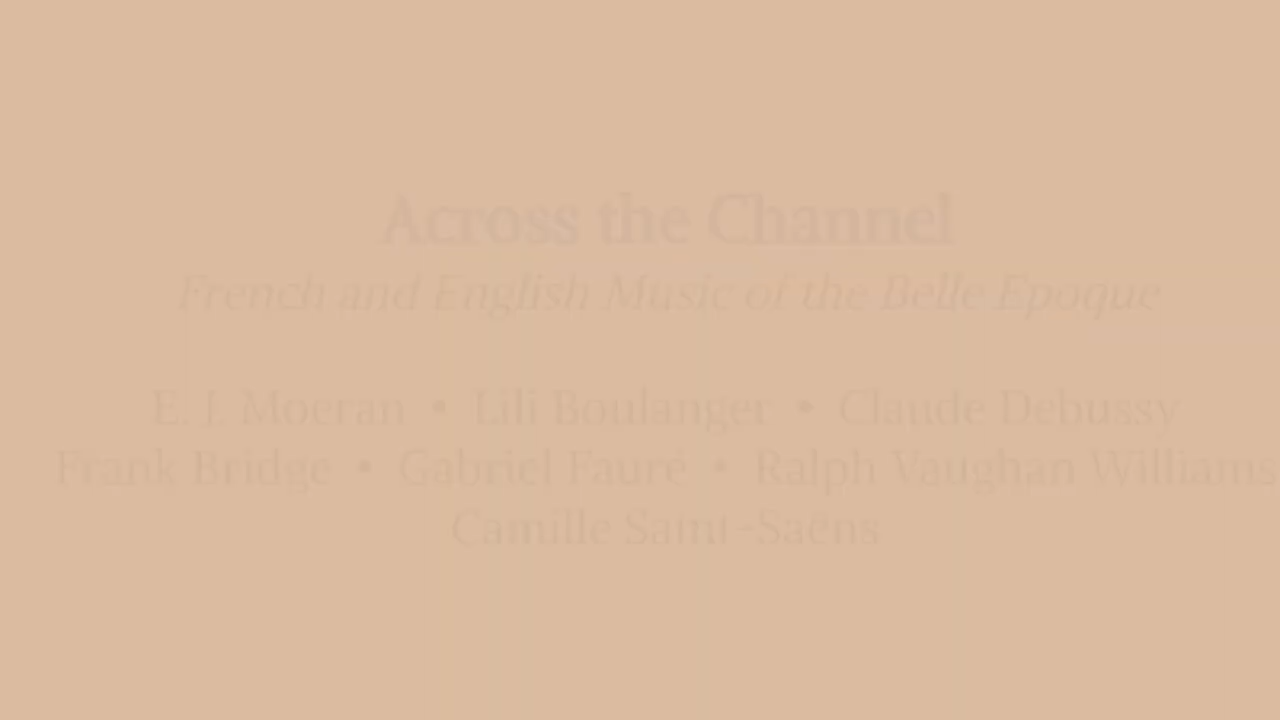 Across the Channel
French and English Music of the Belle Epoque
E. J. Moeran • Lili Boulanger • Claude Debussy
Frank Bridge • Gabriel Fauré • Ralph Vaughan Williams
Camille Saint-Saëns